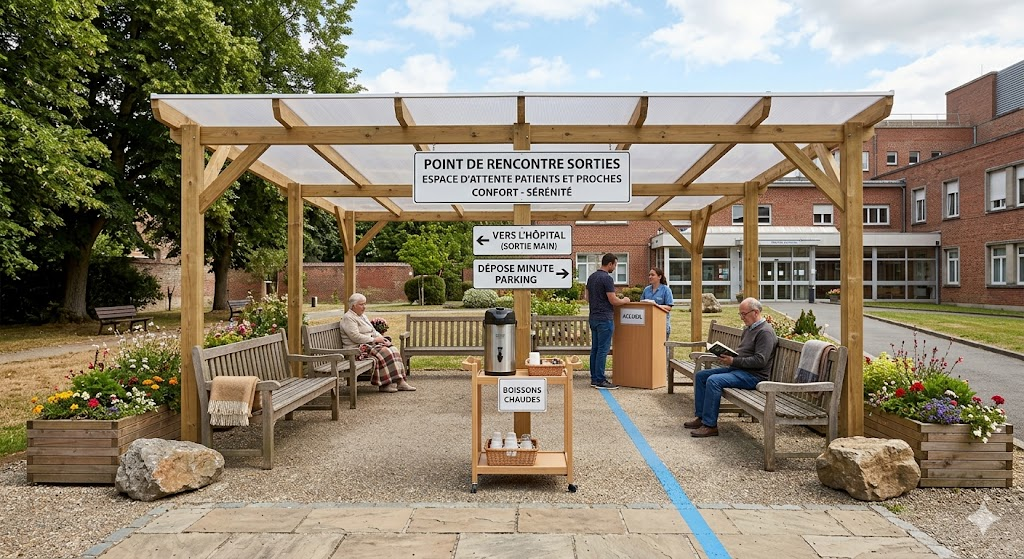 POINT DE RENCONTRE SORTIES
ESPACE D'ATTENTE PATIENTS ET PROCHES
CONFORT - SÉRÉNITÉ
← VERS L'HÔPITAL
(SORTIE MAIN)
DÉPOSE MINUTE →
PARKING
ACCUEIL
BOISSONS
CHAUDES